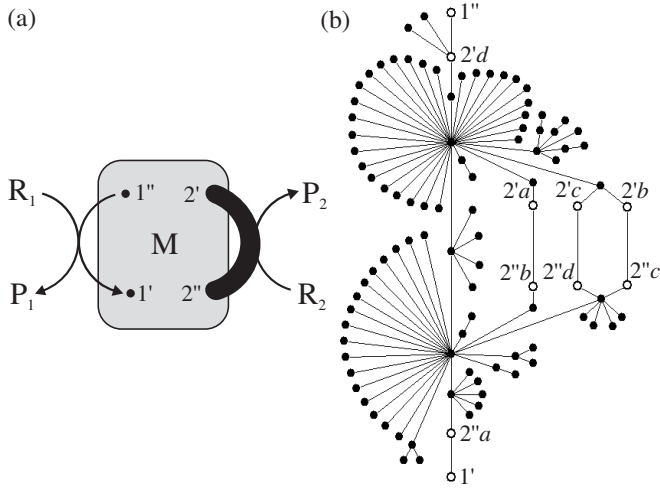 (a)
R₁
P₁
1"
2'
M
1'
2"
P₂
R₂
(b)
1"
2'd
2'a
2'c
2'b
2"b
2"d
2"c
2"a
1'